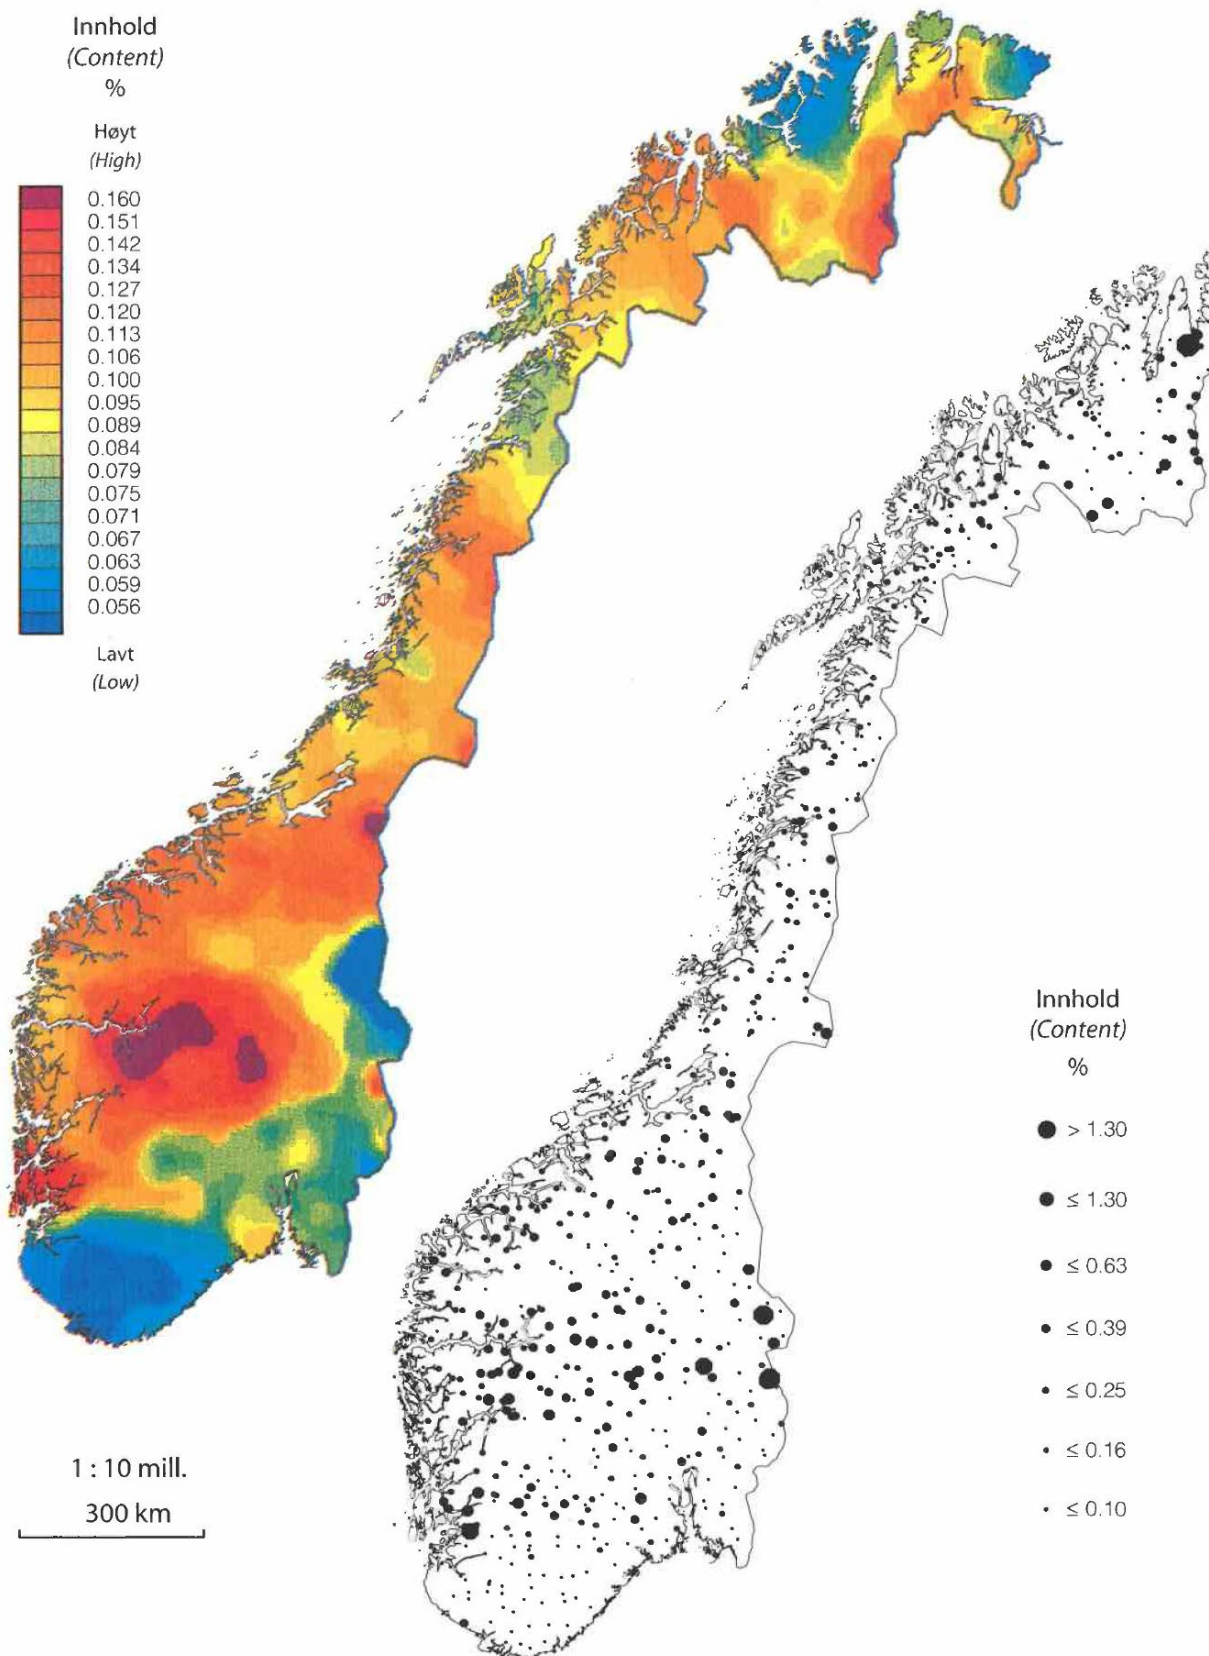 Innhold
(Content)
%
Høyt
(High)
0.160
0.151
0.142
0.134
0.127
0.120
0.113
0.106
0.100
0.095
0.089
0.084
0.079
0.075
0.071
0.067
0.063
0.059
0.056
Lavt
(Low)
1 : 10 mill.
300 km
Innhold
(Content)
%
> 1.30
≤ 1.30
≤ 0.63
≤ 0.39
≤ 0.25
≤ 0.16
≤ 0.10